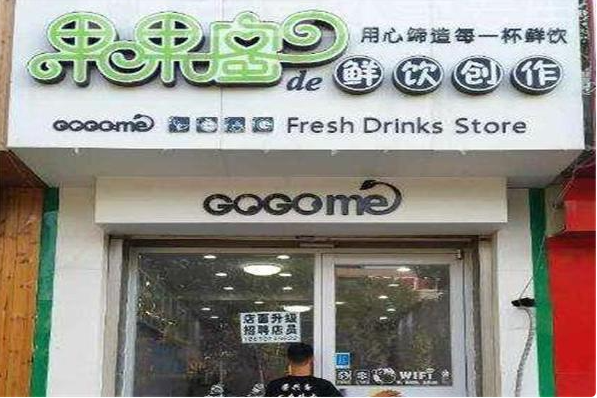 果果蜜
de 鲜饮创作
用心缔造每一杯鲜饮
GOGOme Fresh Drinks Store
GOGOme
店面升级
招聘店员
WIFI